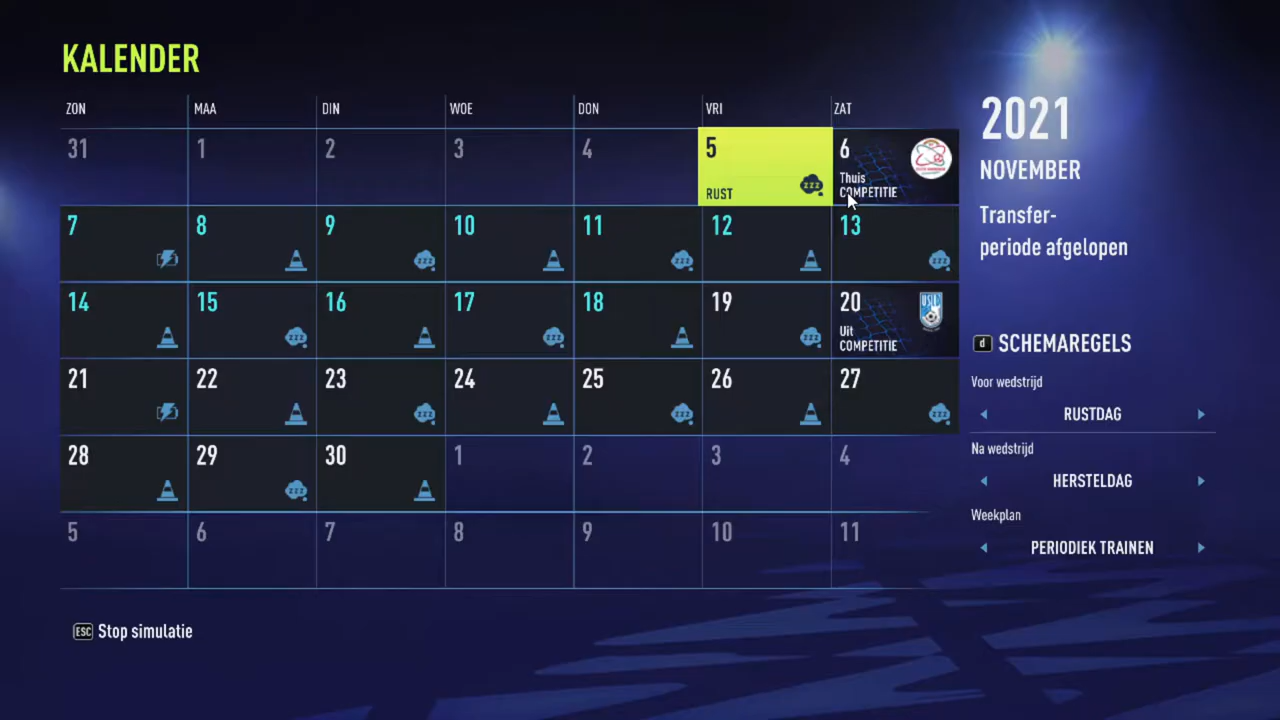 KALENDER
ZON MAA DIN WOE DON VRI ZAT
31 1 2 3 4 5 6
RUST
Thuis
COMPETITIE
7 8 9 10 11 12 13
14 15 16 17 18 19 20
Uit
COMPETITIE
21 22 23 24 25 26 27
28 29 30 1 2 3 4
5 6 7 8 9 10 11
ESC Stop simulatie
2021
NOVEMBER
Transfer-
periode afgelopen
d SCHEMAREGELS
Voor wedstrijd
RUSTDAG
Na wedstrijd
HERSTELDAG
Weekplan
PERIODIEK TRAINEN